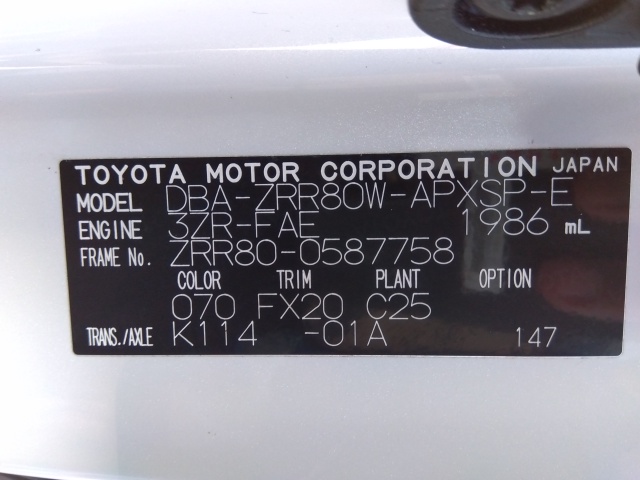 TOYOTA MOTOR CORPORATION JAPAN
MODEL DBA-ZRR80W-APXSP-E
ENGINE 3ZR-FAE 1986 mL
FRAME No. ZRR80-0587758
COLOR TRIM PLANT OPTION
070 FX20 C25
TRANS./AXLE K114 -01A 147